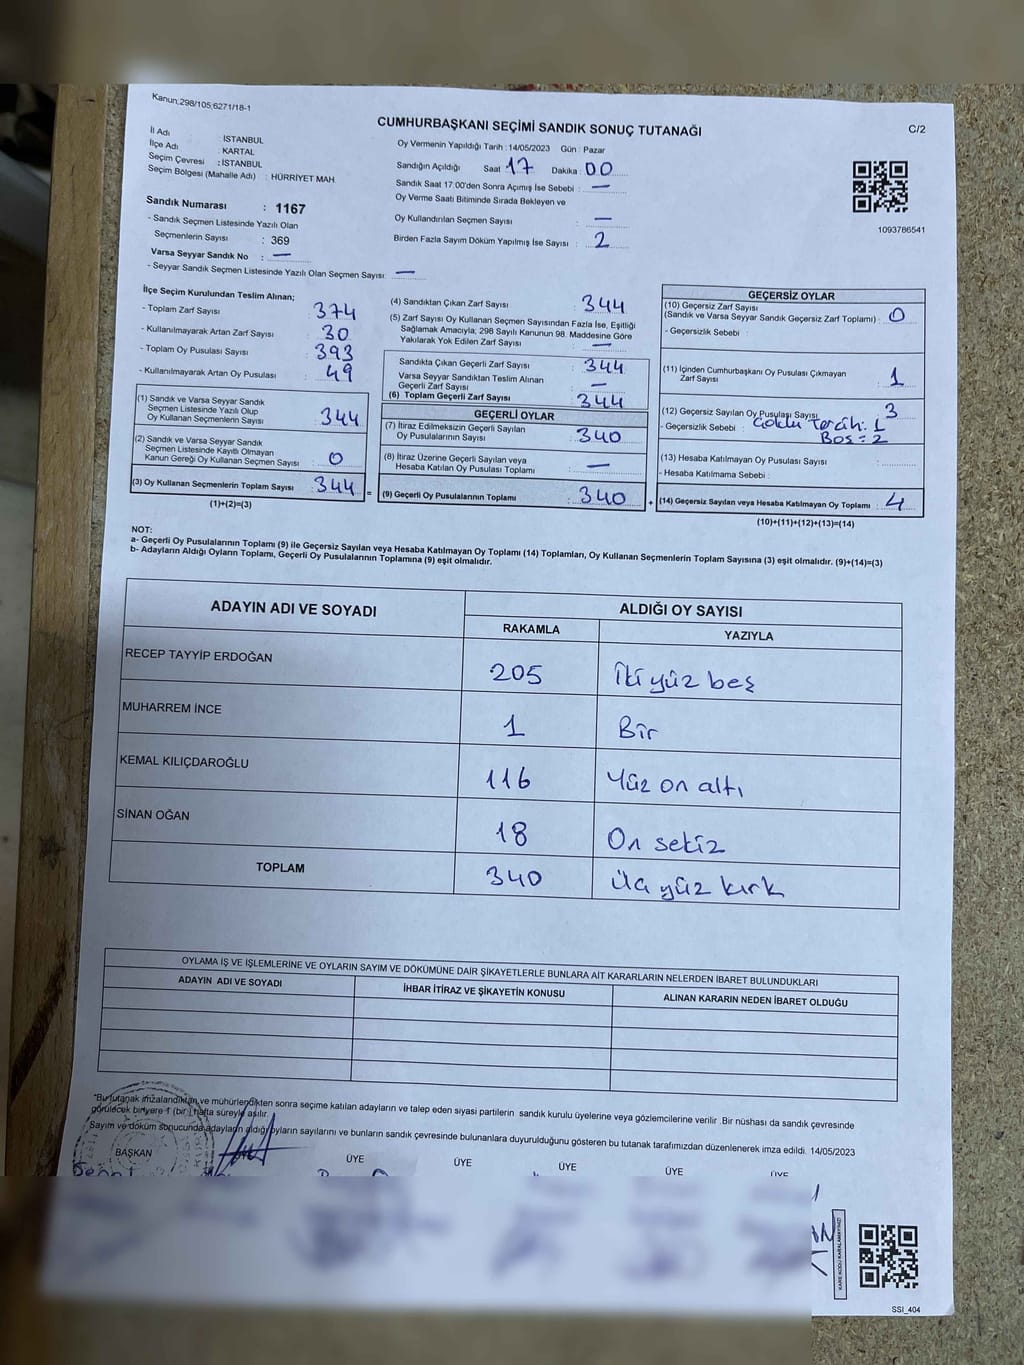 Kanun;298/105;6271/18-1
CUMHURBAŞKANI SEÇİMİ SANDIK SONUÇ TUTANAĞI
C/2
İl Adı : İSTANBUL
İlçe Adı : KARTAL
Seçim Çevresi : İSTANBUL
Seçim Bölgesi (Mahalle Adı) : HÜRRİYET MAH.
Oy Vermenin Yapıldığı Tarih : 14/05/2023 Gün : Pazar
Sandığın Açıldığı Saat 17 Dakika : 00
Sandık Saat 17.00'den Sonra Açımış İse Sebebi : —
Oy Verme Saati Bitiminde Sırada Bekleyen ve
Oy Kullandırılan Seçmen Sayısı : —
Birden Fazla Sayım Döküm Yapılmış İse Sayısı : 2
1093786541
Sandık Numarası : 1167
- Sandık Seçmen Listesinde Yazılı Olan
Seçmenlerin Sayısı : 369
Varsa Seyyar Sandık No : —
- Seyyar Sandık Seçmen Listesinde Yazılı Olan Seçmen Sayısı: —
İlçe Seçim Kurulundan Teslim Alınan;
- Toplam Zarf Sayısı : 374
- Kullanılmayarak Artan Zarf Sayısı : 30
- Toplam Oy Pusulası Sayısı : 393
- Kullanılmayarak Artan Oy Pusulası : 49
(1) Sandık ve Varsa Seyyar Sandık
Seçmen Listesinde Yazılı Olup
Oy Kullanan Seçmenlerin Sayısı : 344
(2) Sandık ve Varsa Seyyar Sandık
Seçmen Listesinde Kayıtlı Olmayan
Kanun Gereği Oy Kullanan Seçmen Sayısı : 0
(3) Oy Kullanan Seçmenlerin Toplam Sayısı : 344
(1)+(2)=(3)
(4) Sandıktan Çıkan Zarf Sayısı : 344
(5) Zarf Sayısı Oy Kullanan Seçmen Sayısından Fazla İse, Eşitliği
Sağlamak Amacıyla, 298 Sayılı Kanunun 98. Maddesine Göre
Yakılarak Yok Edilen Zarf Sayısı : —
Sandıkta Çıkan Geçerli Zarf Sayısı : 344
Varsa Seyyar Sandıktan Teslim Alınan
Geçerli Zarf Sayısı : —
(6) Toplam Geçerli Zarf Sayısı : 344
GEÇERLİ OYLAR
(7) İtiraz Edilmeksizin Geçerli Sayılan
Oy Pusulalarının Sayısı : 340
(8) İtiraz Üzerine Geçerli Sayılan veya
Hesaba Katılan Oy Pusulası Toplamı : —
= (9) Geçerli Oy Pusulalarının Toplamı : 340
GEÇERSİZ OYLAR
(10) Geçersiz Zarf Sayısı
(Sandık ve Varsa Seyyar Sandık Geçersiz Zarf Toplamı) : 0
- Geçersizlik Sebebi :
(11) İçinden Cumhurbaşkanı Oy Pusulası Çıkmayan
Zarf Sayısı : 1
(12) Geçersiz Sayılan Oy Pusulası Sayısı : 3
- Geçersizlik Sebebi : Çoklu Tercih: 1
Boş = 2
(13) Hesaba Katılmayan Oy Pusulası Sayısı :
- Hesaba Katılmama Sebebi :
+ (14) Geçersiz Sayılan veya Hesaba Katılmayan Oy Toplamı : 4
(10)+(11)+(12)+(13)=(14)
NOT:
a- Geçerli Oy Pusulalarının Toplamı (9) ile Geçersiz Sayılan veya Hesaba Katılmayan Oy Toplamı (14) Toplamları, Oy Kullanan Seçmenlerin Toplam Sayısına (3) eşit olmalıdır. (9)+(14)=(3)
b- Adayların Aldığı Oyların Toplamı, Geçerli Oy Pusulalarının Toplamına (9) eşit olmalıdır.
ADAYIN ADI VE SOYADI ALDIĞI OY SAYISI
RAKAMLA YAZIYLA
RECEP TAYYİP ERDOĞAN 205 İki yüz beş
MUHARREM İNCE 1 Bir
KEMAL KILIÇDAROĞLU 116 Yüz on altı
SİNAN OĞAN 18 On sekiz
TOPLAM 340 Üç yüz kırk
OYLAMA İŞ VE İŞLEMLERİNE VE OYLARIN SAYIM VE DÖKÜMÜNE DAİR ŞİKAYETLERLE BUNLARA AİT KARARLARIN NELERDEN İBARET BULUNDUKLARI
ADAYIN ADI VE SOYADI İHBAR İTİRAZ VE ŞİKAYETİN KONUSU ALINAN KARARIN NEDEN İBARET OLDUĞU
"Bu tutanak imzalandıktan ve mühürlendikten sonra seçime katılan adayların ve talep eden siyasi partilerin sandık kurulu üyelerine veya gözlemcilerine verilir .Bir nüshası da sandık çevresinde
görülecek bir yere 1 (bir) hafta süreyle asılır.
Sayım ve döküm sonucunda adayların aldığı oyların sayılarını ve bunların sandık çevresinde bulunanlara duyurulduğunu gösteren bu tutanak tarafımızdan düzenlenerek imza edildi. 14/05/2023
BAŞKAN ÜYE ÜYE ÜYE ÜYE ÜYE
KARE KODU KARALAMAYINIZ!
SSI_404